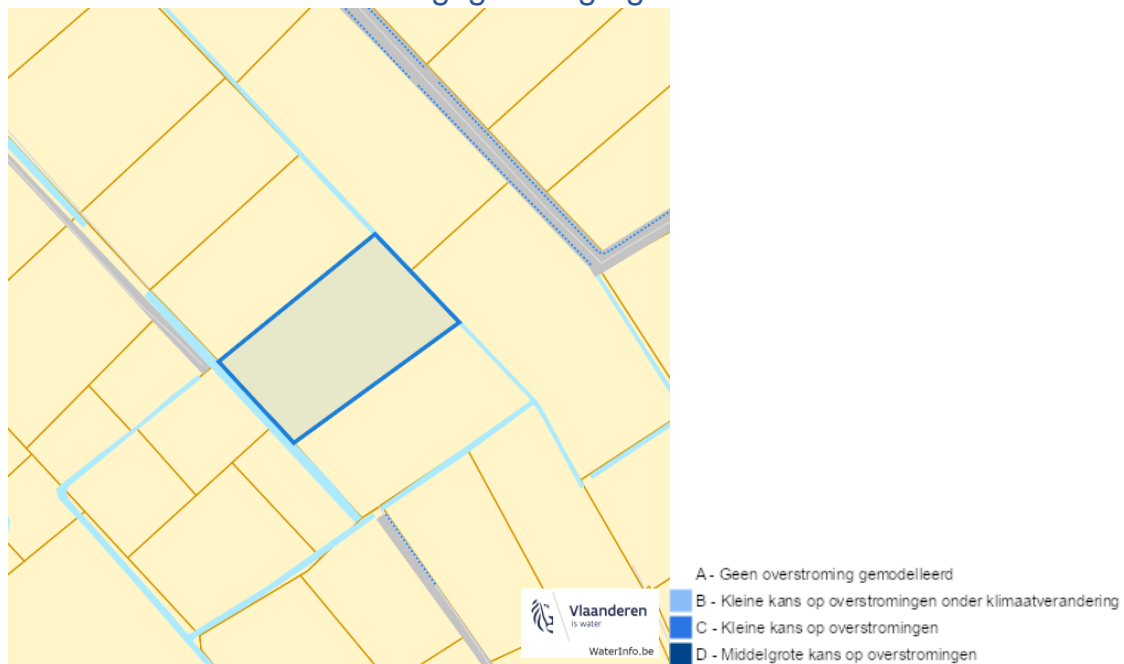 A - Geen overstroming gemodelleerd
B - Kleine kans op overstromingen onder klimaatverandering
C - Kleine kans op overstromingen
D - Middelgrote kans op overstromingen
Vlaanderen
is water
WaterInfo.be